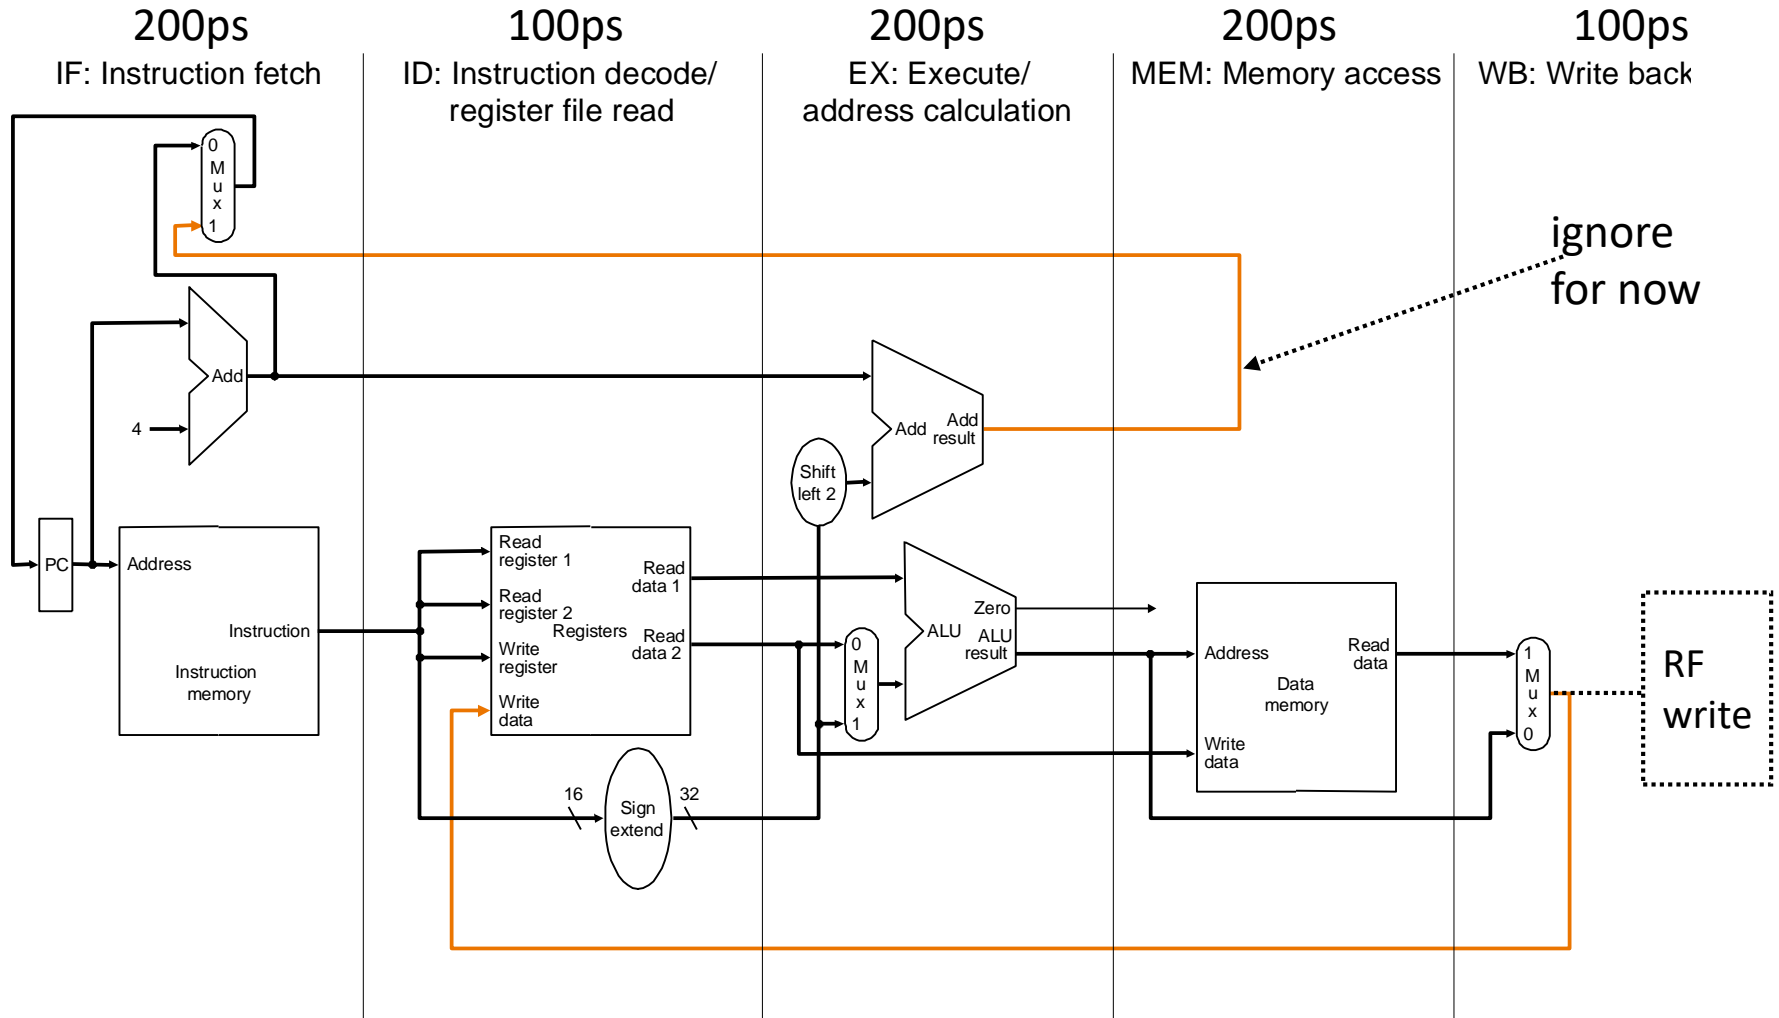 200ps
100ps
200ps
200ps
100ps
IF: Instruction fetch
ID: Instruction decode/
register file read
EX: Execute/
address calculation
MEM: Memory access
WB: Write back
0
M
u
x
1
ignore
for now
Add
4
Add
Add
result
Shift
left 2
PC
Address
Instruction
Instruction
memory
Read
register 1
Read
register 2
Write
register
Write
data
Registers
Read
data 1
Read
data 2
0
M
u
x
1
Zero
ALU
ALU
result
Address
Read
data
Data
memory
Write
data
1
M
u
x
0
RF
write
16
Sign
extend
32